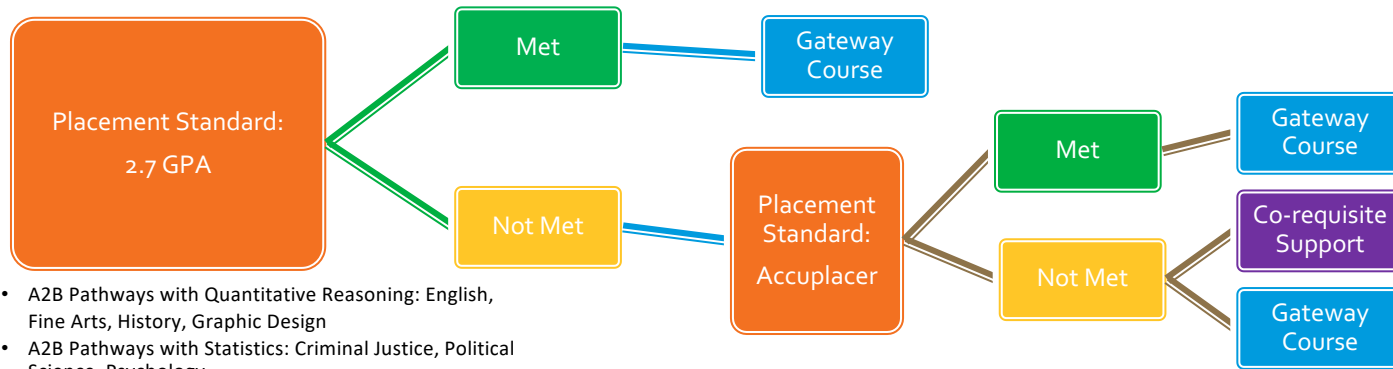 Placement Standard:
2.7 GPA
Met
Gateway
Course
Not Met
Placement
Standard:
Accuplacer
Met
Gateway
Course
Not Met
Co-requisite
Support
Gateway
Course
• A2B Pathways with Quantitative Reasoning: English,
Fine Arts, History, Graphic Design
• A2B Pathways with Statistics: Criminal Justice, Political
Science, Psychology